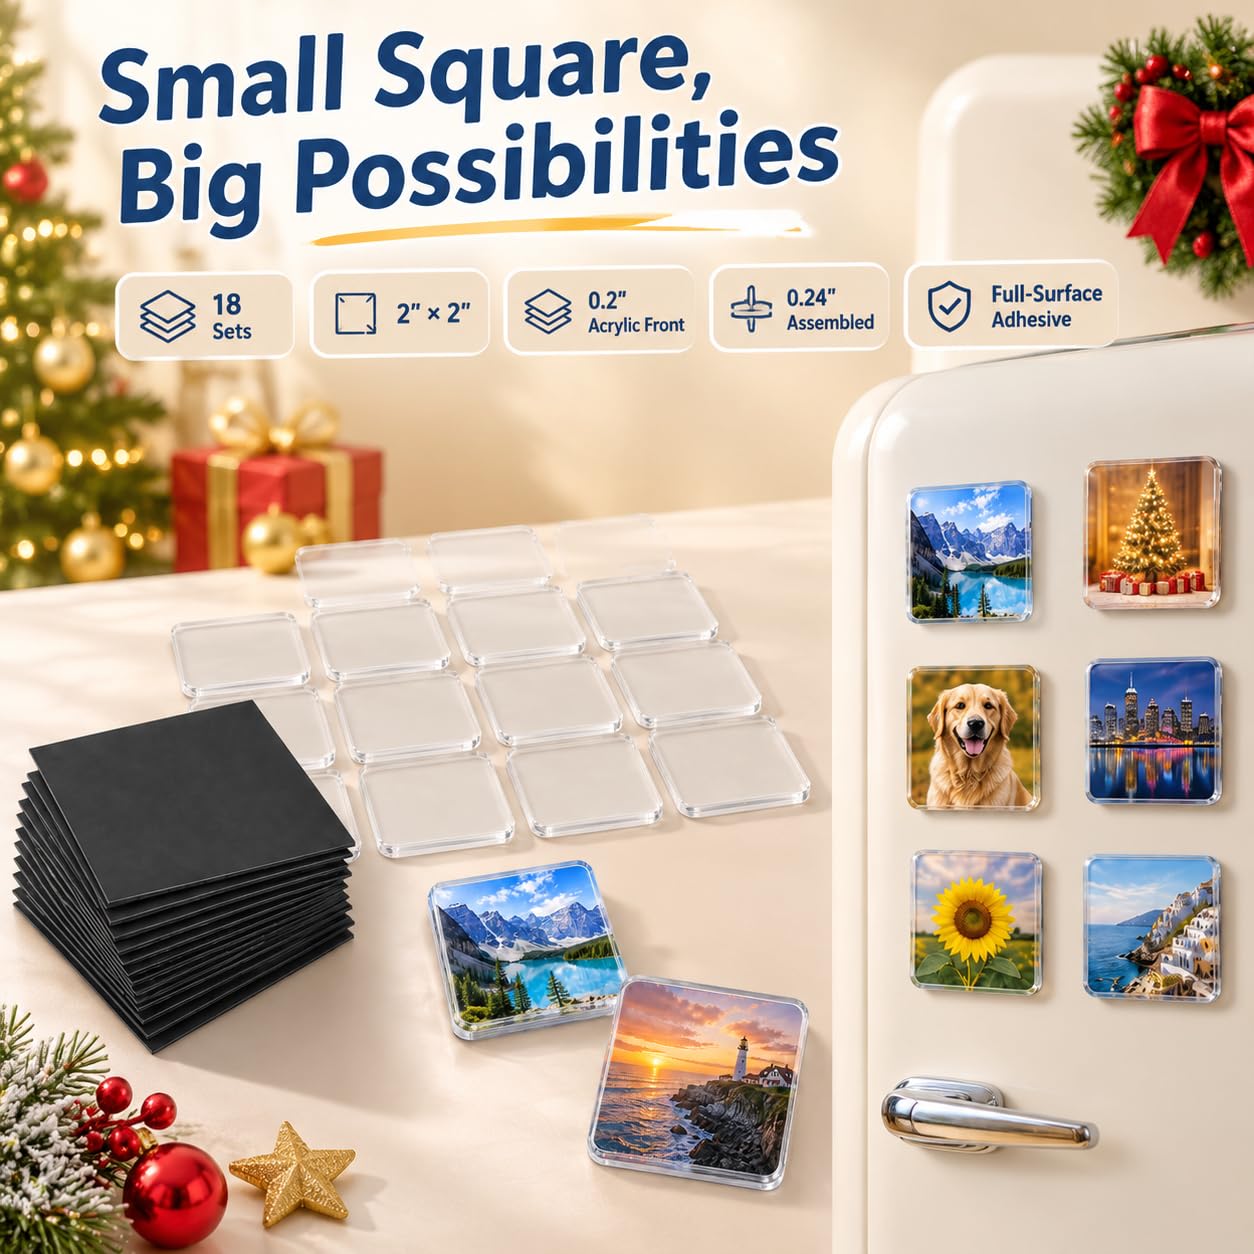 Small Square,
Big Possibilities
18
Sets
2" × 2"
0.2"
Acrylic Front
0.24"
Assembled
Full-Surface
Adhesive